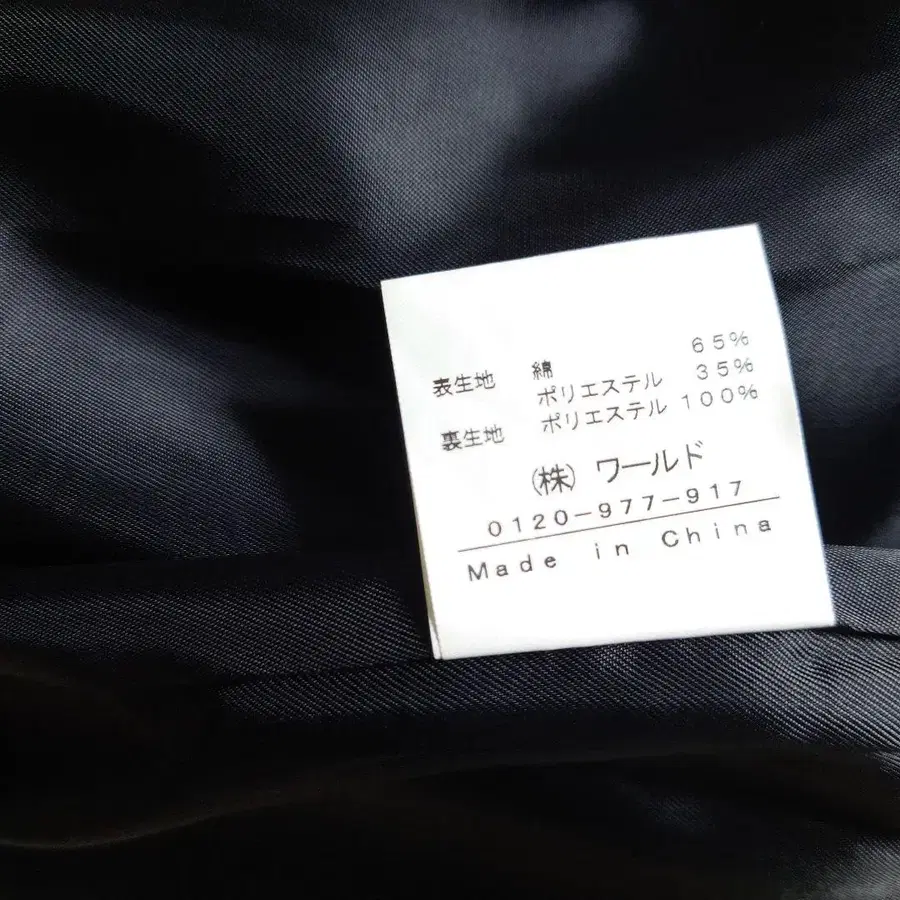 表生地 綿 65%
ポリエステル 35%
裏生地 ポリエステル 100%
(株) ワールド
0120-977-917
Made in China